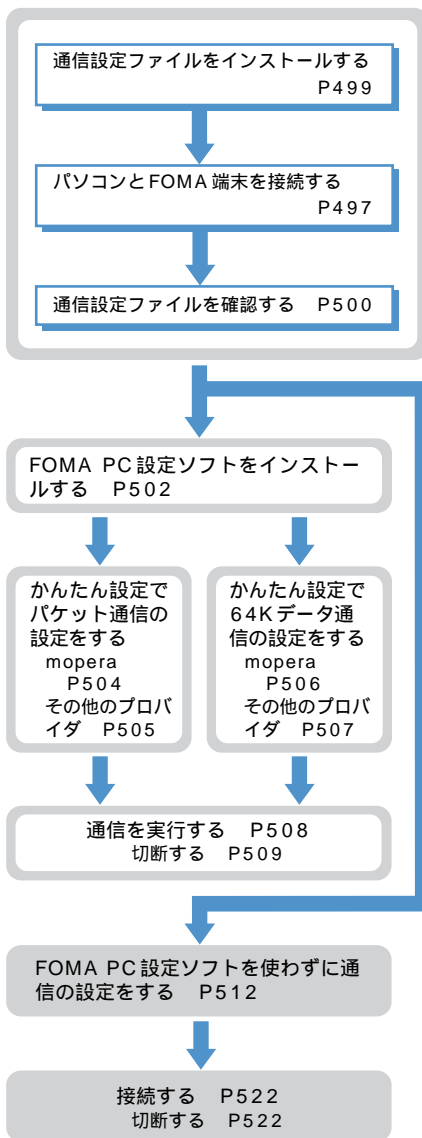 通信設定ファイルをインストールする
P499
パソコンとFOMA端末を接続する
P497
通信設定ファイルを確認する P500
FOMA PC設定ソフトをインストー
ルする P502
かんたん設定で
パケット通信の
設定をする
mopera
P504
その他のプロバ
イダ P505
かんたん設定で
64Kデータ通
信の設定をする
mopera
P506
その他のプロバ
イダ P507
通信を実行する P508
切断する P509
FOMA PC設定ソフトを使わずに通
信の設定をする P512
接続する P522
切断する P522